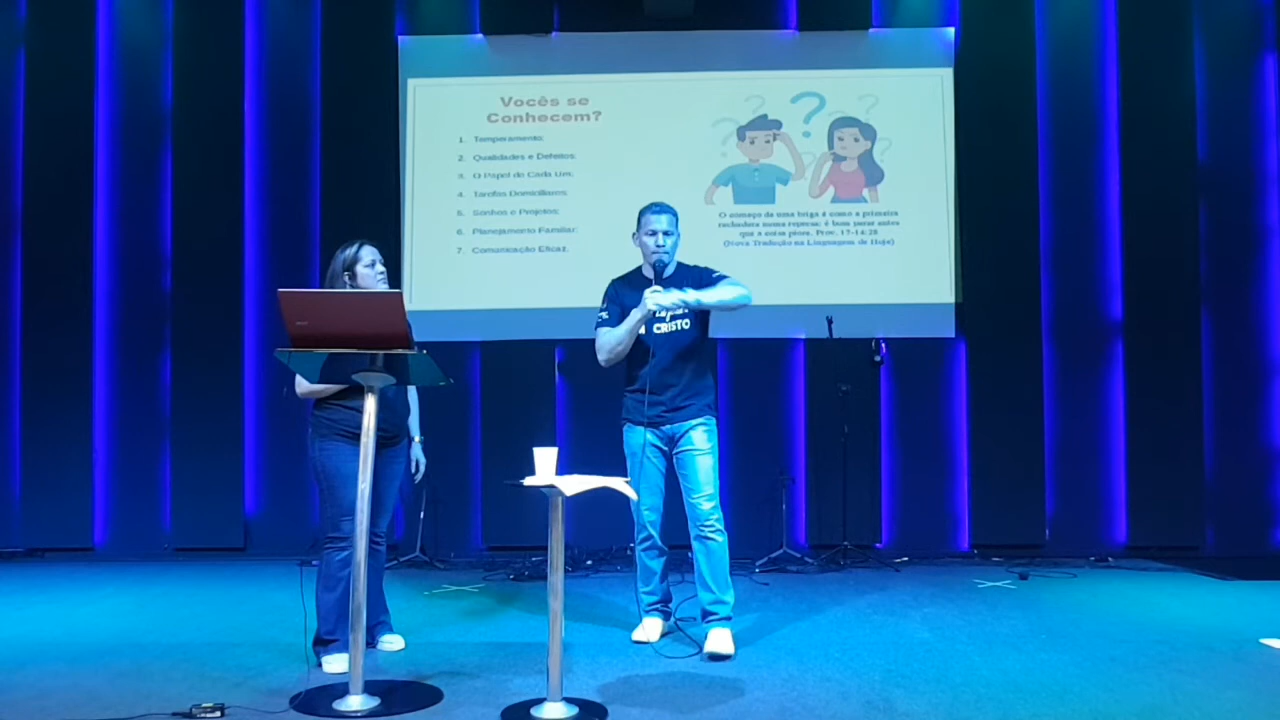 Vocês se
Conhecem?
1. Temperamento;
2. Qualidades e Defeitos;
3. O Papel de Cada Um;
4. Tarefas Domiciliares;
5. Sonhos e Projetos;
6. Planejamento Familiar;
7. Comunicação Eficaz.
O começo de uma briga é como a primeira
rachadura numa represa; é bom parar antes
que a coisa piore. Prov. 17-14:28
(Nova Tradução na Linguagem de Hoje)
CRISTO